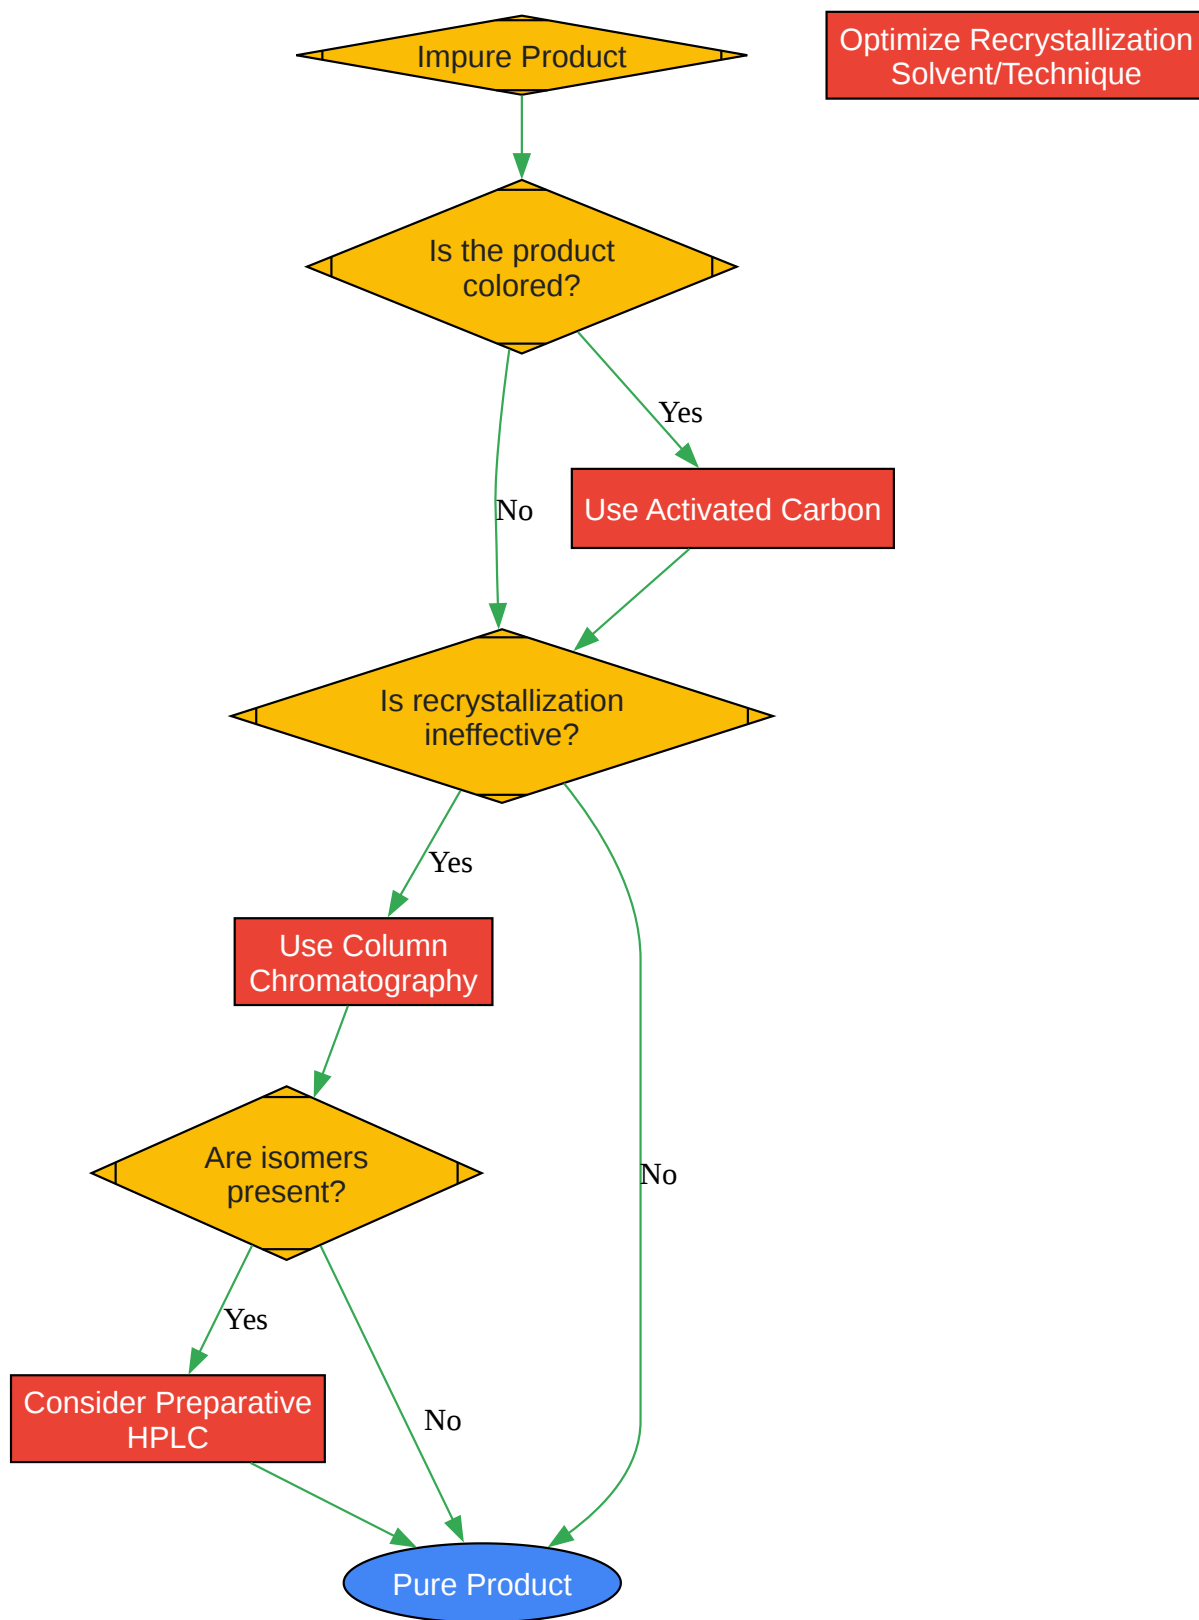 Impure Product
Optimize Recrystallization
Solvent/Technique
Is the product
colored?
Yes
No
Use Activated Carbon
Is recrystallization
ineffective?
Yes
Use Column
Chromatography
Are isomers
present?
No
Yes
Consider Preparative
HPLC
No
Pure Product